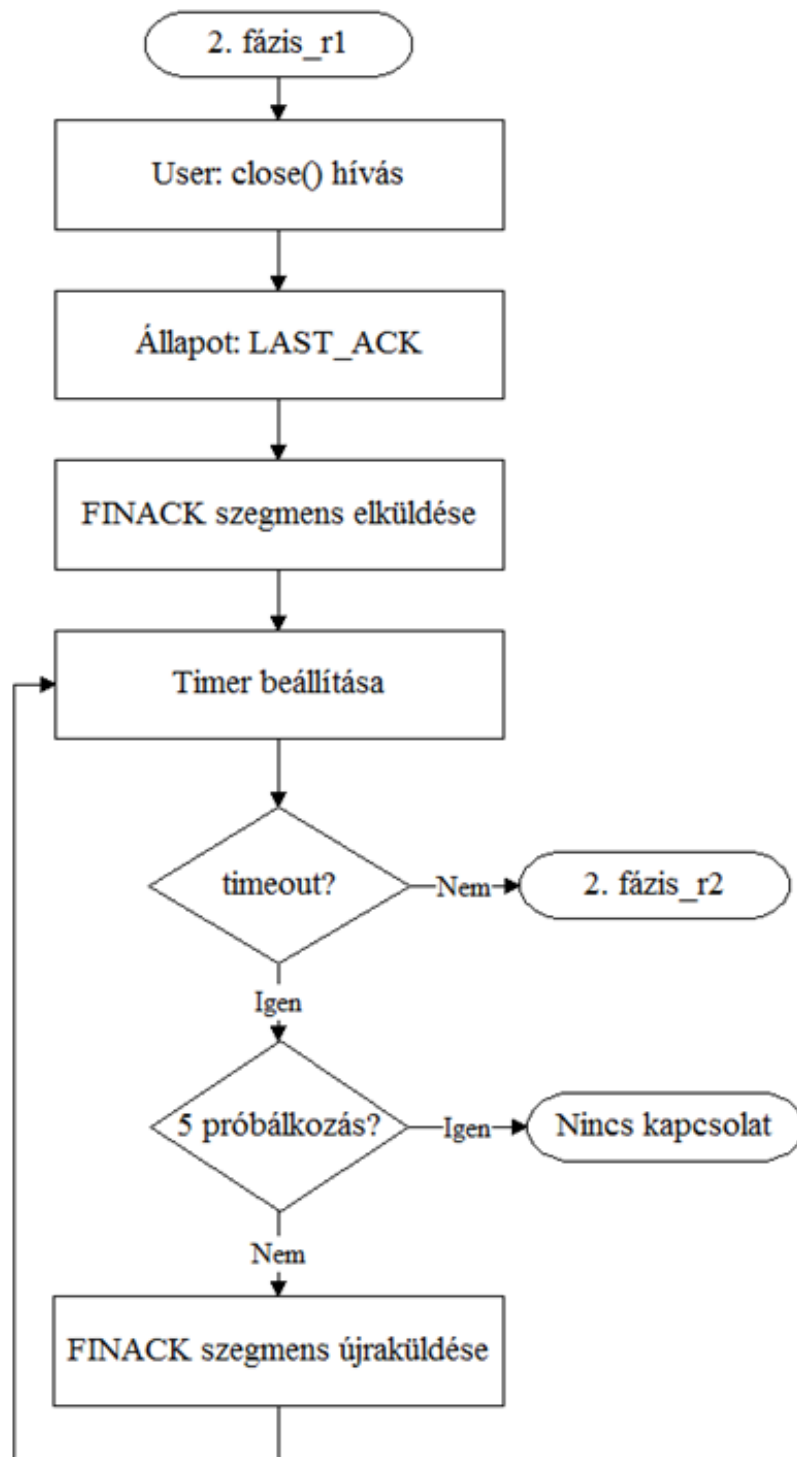 2. fázis_r1
User: close() hívás
Állapot: LAST_ACK
FINACK szegmens elküldése
Timer beállítása
timeout?
Nem
2. fázis_r2
Igen
5 próbálkozás?
Igen
Nincs kapcsolat
Nem
FINACK szegmens újraküldése